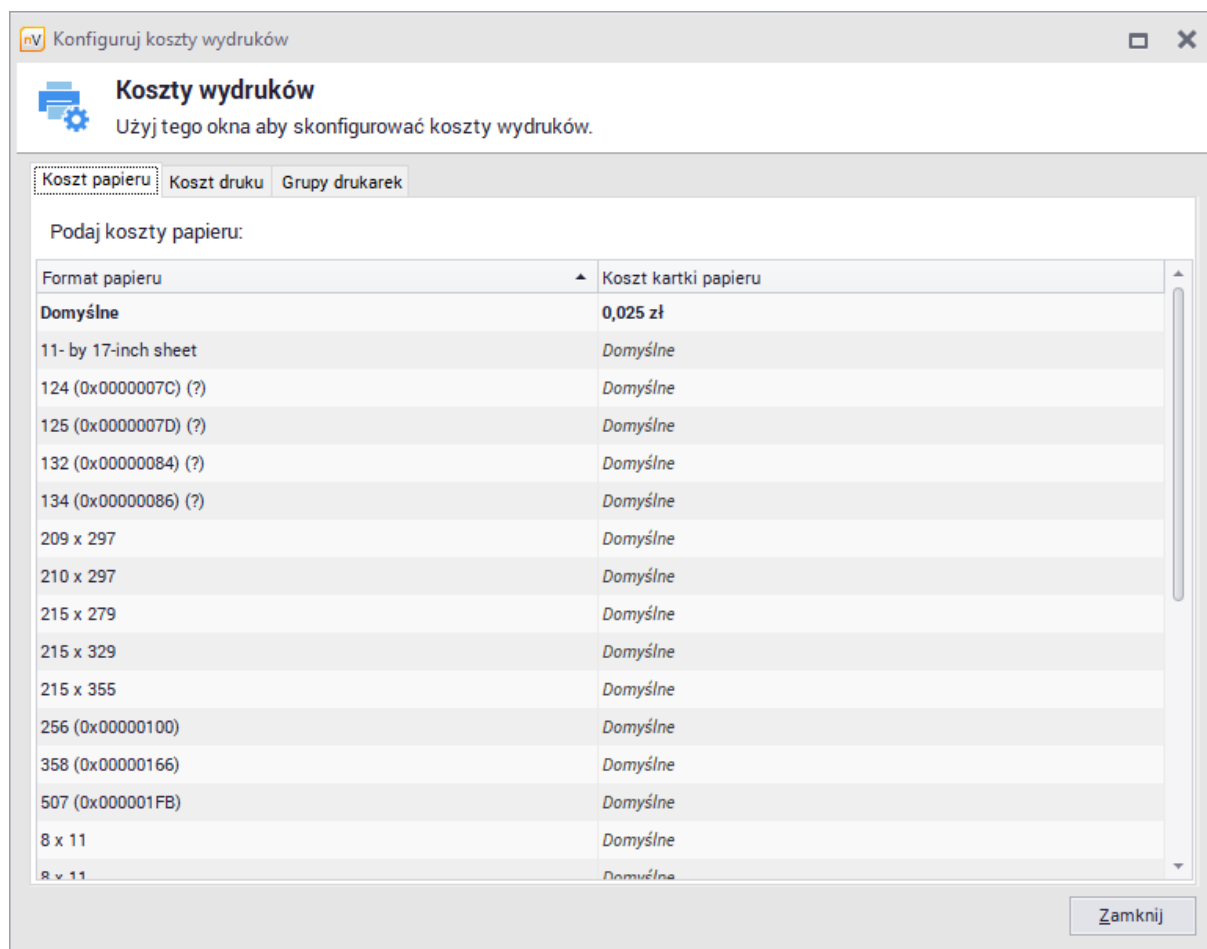 nV Konfiguruj koszty wydruków
Koszty wydruków
Użyj tego okna aby skonfigurować koszty wydruków.
Koszt papieru Koszt druku Grupy drukarek
Podaj koszty papieru:
Format papieru Koszt kartki papieru
Domyślne 0,025 zł
11- by 17-inch sheet Domyślne
124 (0x0000007C) (?) Domyślne
125 (0x0000007D) (?) Domyślne
132 (0x00000084) (?) Domyślne
134 (0x00000086) (?) Domyślne
209 x 297 Domyślne
210 x 297 Domyślne
215 x 279 Domyślne
215 x 329 Domyślne
215 x 355 Domyślne
256 (0x00000100) Domyślne
358 (0x00000166) Domyślne
507 (0x000001FB) Domyślne
8 x 11 Domyślne
8 x 11 Domyślne
Zamknij